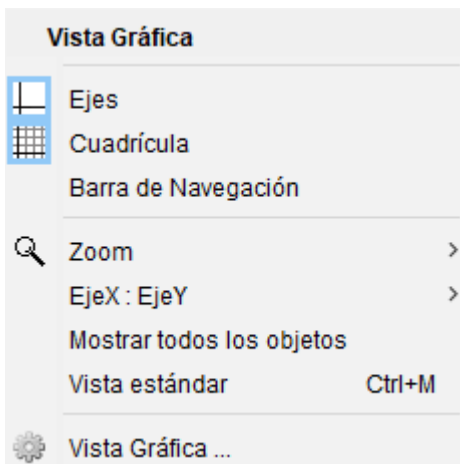 Vista Gráfica
Ejes
Cuadrícula
Barra de Navegación
Zoom
EjeX : EjeY
Mostrar todos los objetos
Vista estándar Ctrl+M
Vista Gráfica ...